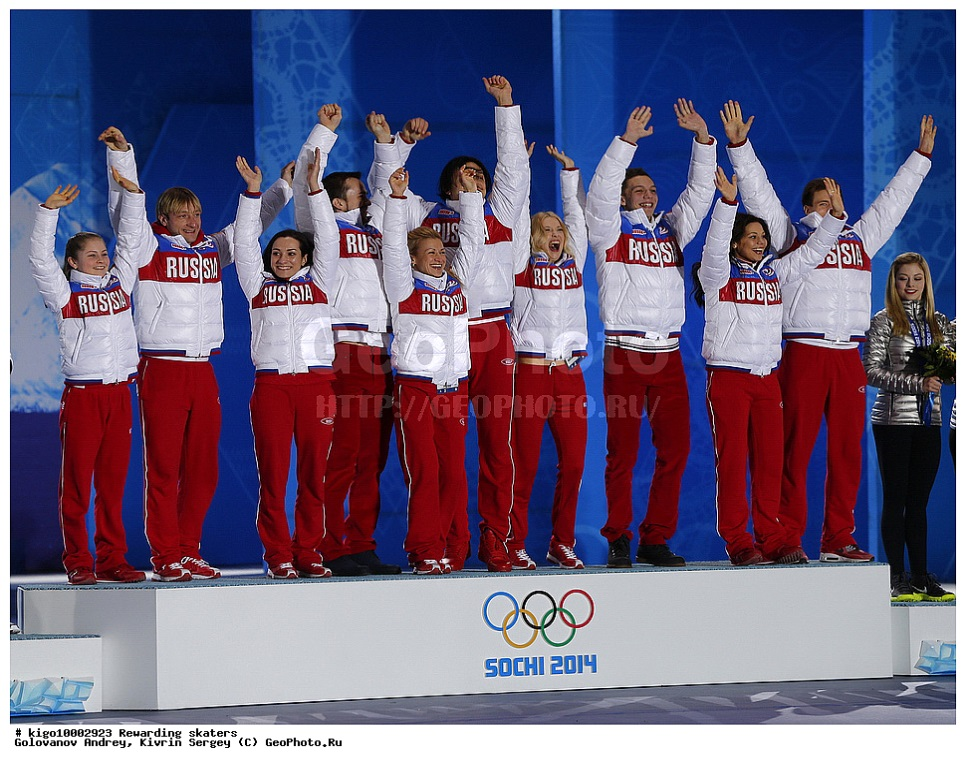 RUSSIA
RUSSIA
RUSSIA
RUSSIA
RUSSIA
RUS
RUSSIA
RUSSIA
RUSSIA
RUSSIA
GeoPhoto
HTTP://GEOPHOTO.RU/
SOCHI 2014
# kigo10002923 Rewarding skaters
Golovanov Andrey, Kivrin Sergey (C) GeoPhoto.Ru